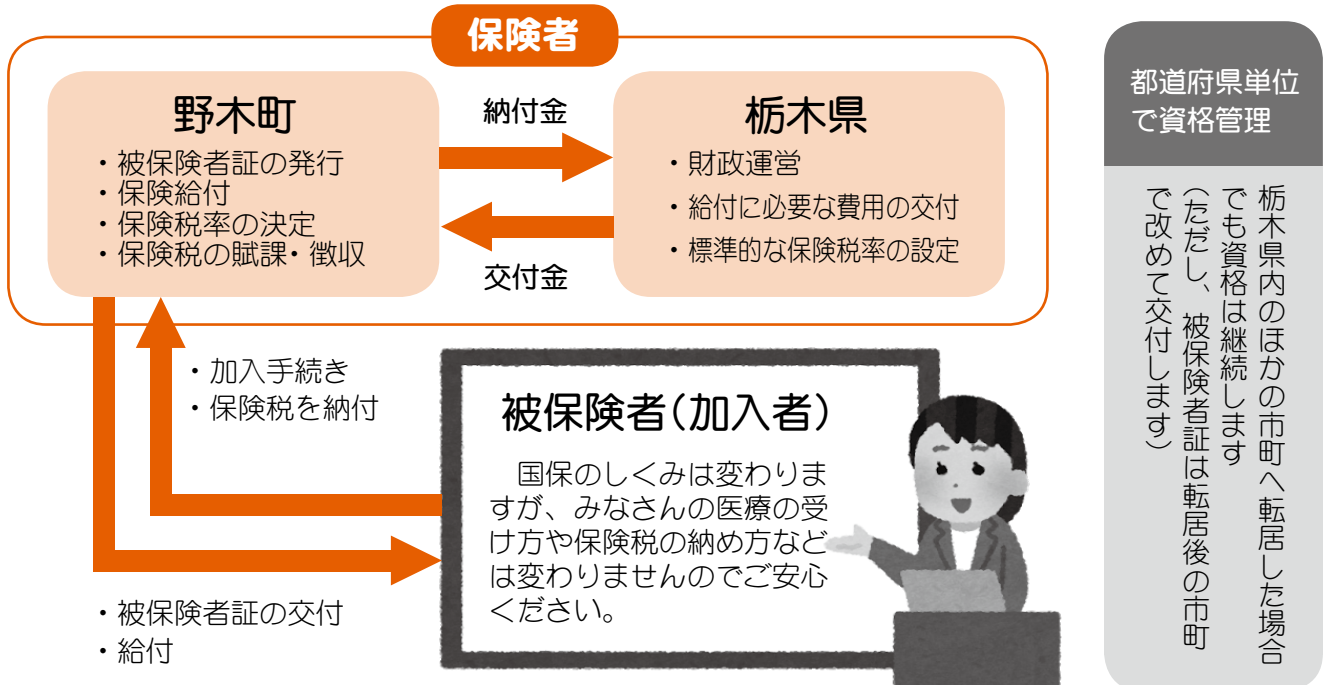 保険者
野木町
・被保険者証の発行
・保険給付
・保険税率の決定
・保険税の賦課・徴収
納付金
交付金
栃木県
・財政運営
・給付に必要な費用の交付
・標準的な保険税率の設定
・加入手続き
・保険税を納付
・被保険者証の交付
・給付
被保険者(加入者)
国保のしくみは変わりま
すが、みなさんの医療の受
け方や保険税の納め方など
は変わりませんのでご安心
ください。
都道府県単位
で資格管理
栃木県内のほかの市町へ転居した場合
でも資格は継続します
(ただし、被保険者証は転居後の市町
で改めて交付します)